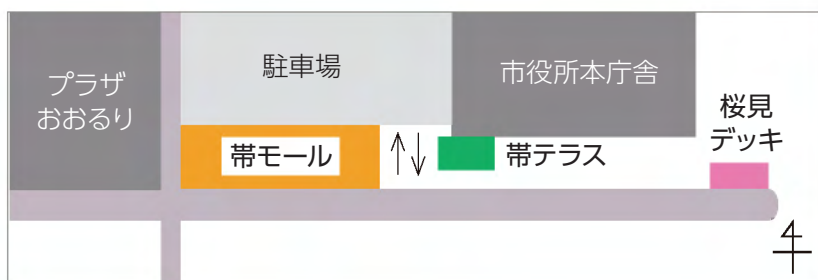 プラザ
おおるり
駐車場
市役所本庁舎
桜見
デッキ
帯モール
帯テラス